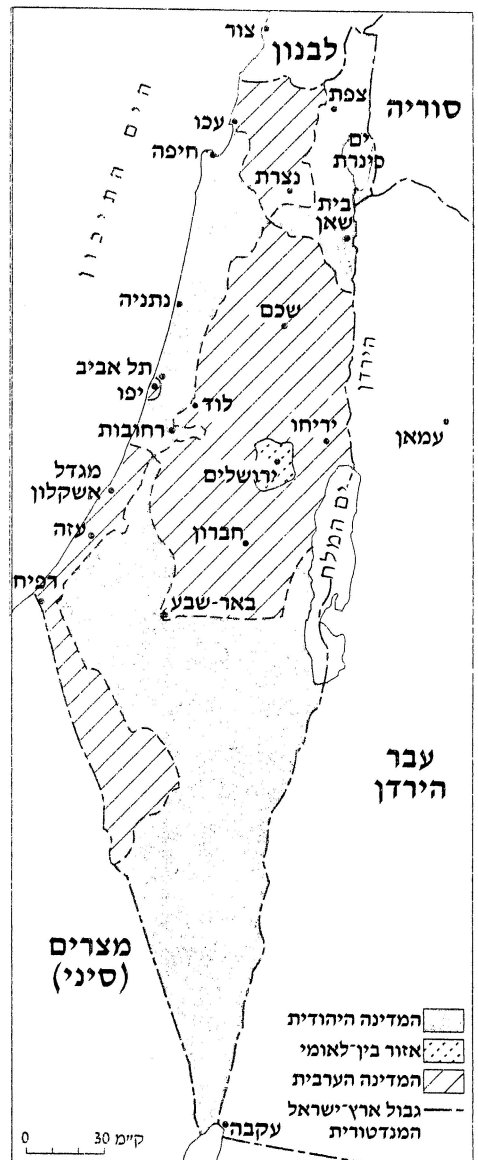 צור
לבנון
צפת
סוריה
הים התיכון
עכו
ים
כינרת
חיפה
נצרת
בית
שאן
נתניה
שכם
הירדן
תל אביב
יפו
לוד
רחובות
יריחו
עמאן
ירושלים
מגדל
אשקלון
ים המלח
עזה
חברון
רפיח
באר-שבע
עבר
הירדן
מצרים
(סיני)
המדינה היהודית
אזור בין-לאומי
המדינה הערבית
גבול ארץ-ישראל
המנדטורית
עקבה
0 30 ק"מ